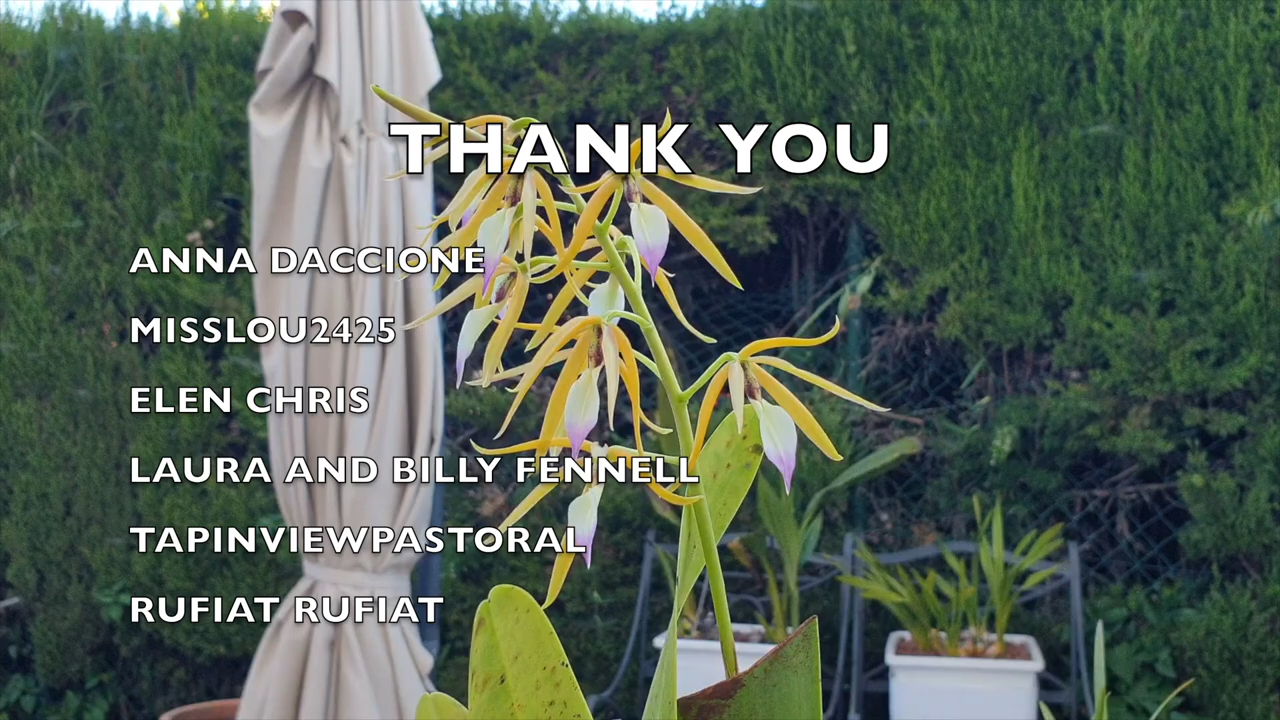 THANK YOU
ANNA DACCIONE
MISSLOU2425
ELEN CHRIS
LAURA AND BILLY FENNELL
TAPINVIEWPASTORAL
RUFIAT RUFIAT